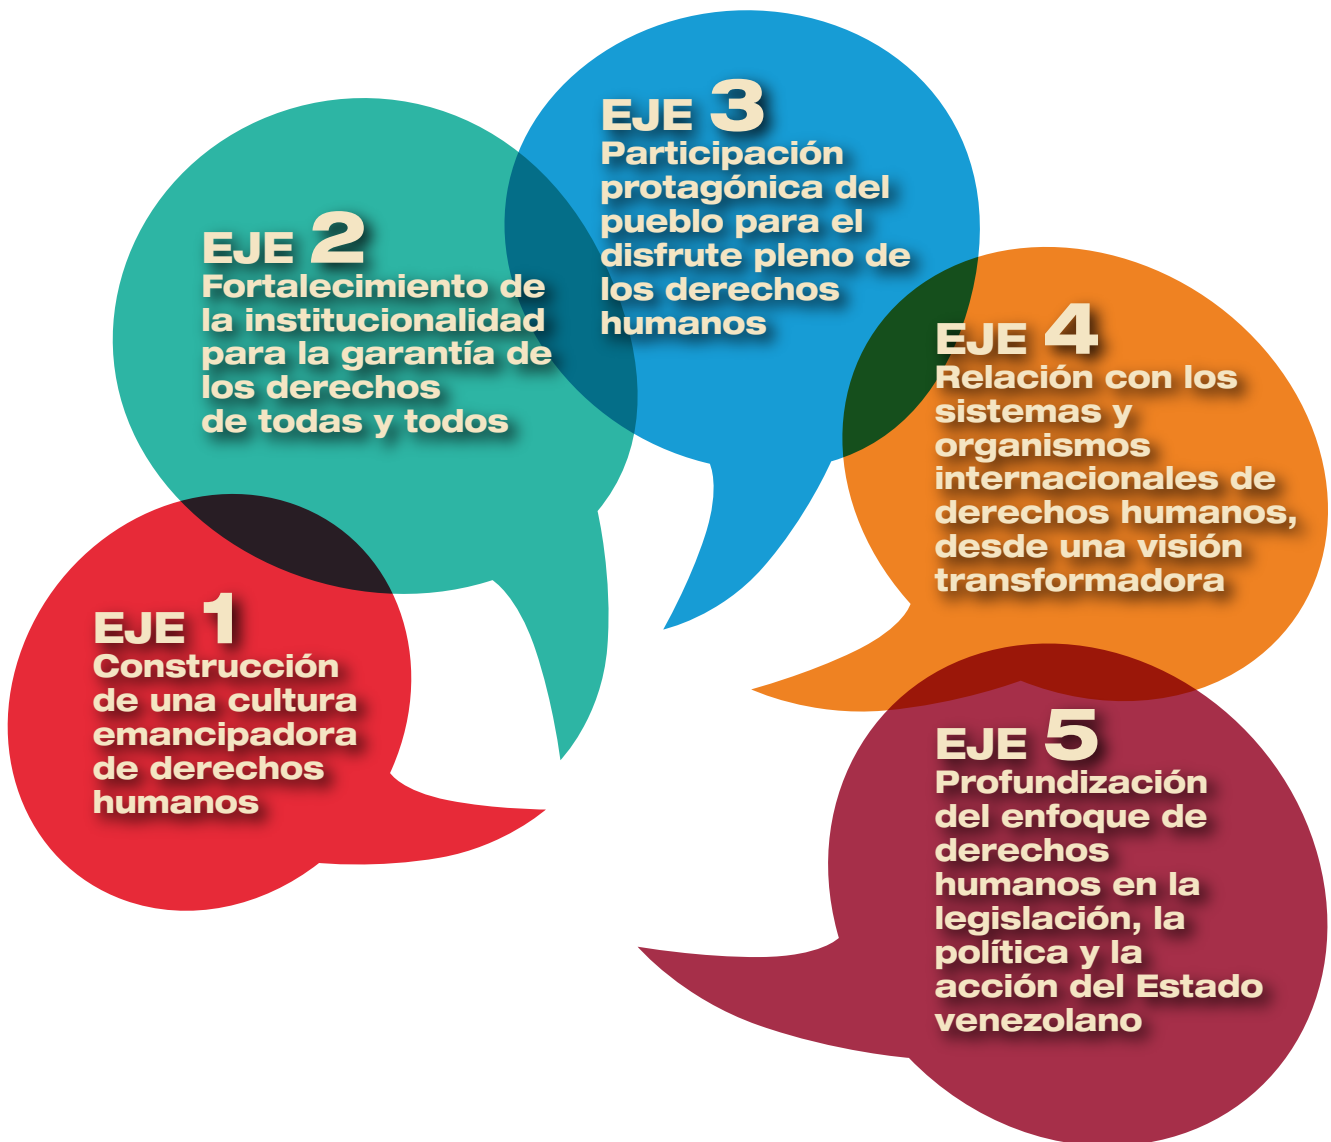 EJE 1
Construcción
de una cultura
emancipadora
de derechos
humanos
EJE 2
Fortalecimiento de
la institucionalidad
para la garantía de
los derechos
de todas y todos
EJE 3
Participación
protagónica del
pueblo para el
disfrute pleno de
los derechos
humanos
EJE 4
Relación con los
sistemas y
organismos
internacionales de
derechos humanos,
desde una visión
transformadora
EJE 5
Profundización
del enfoque de
derechos
humanos en la
legislación, la
política y la
acción del Estado
venezolano